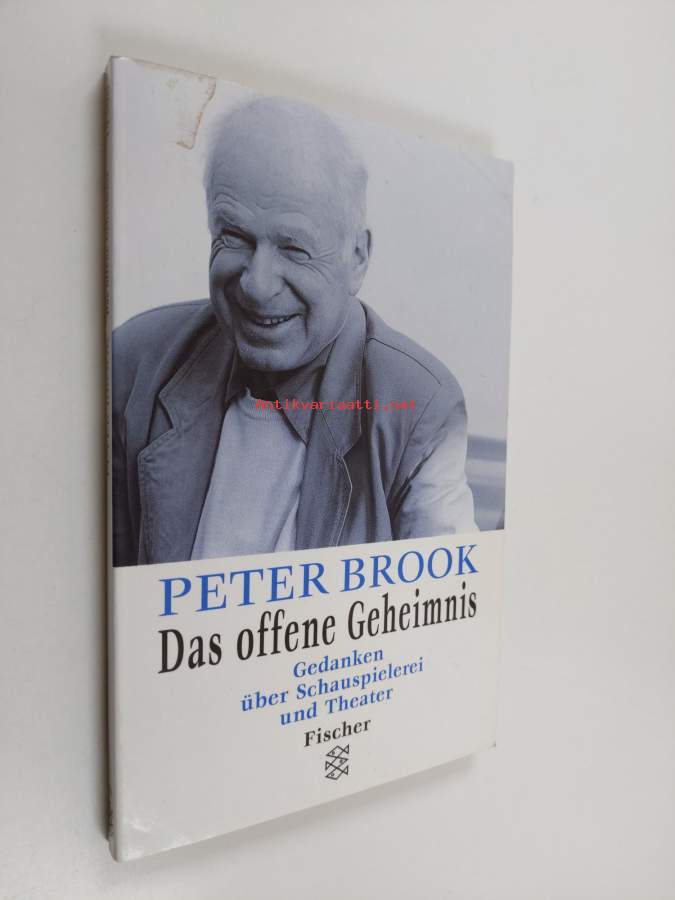 antikvariaatti.net
PETER BROOK
Das offene Geheimnis
Gedanken
über Schauspielerei
und Theater
Fischer